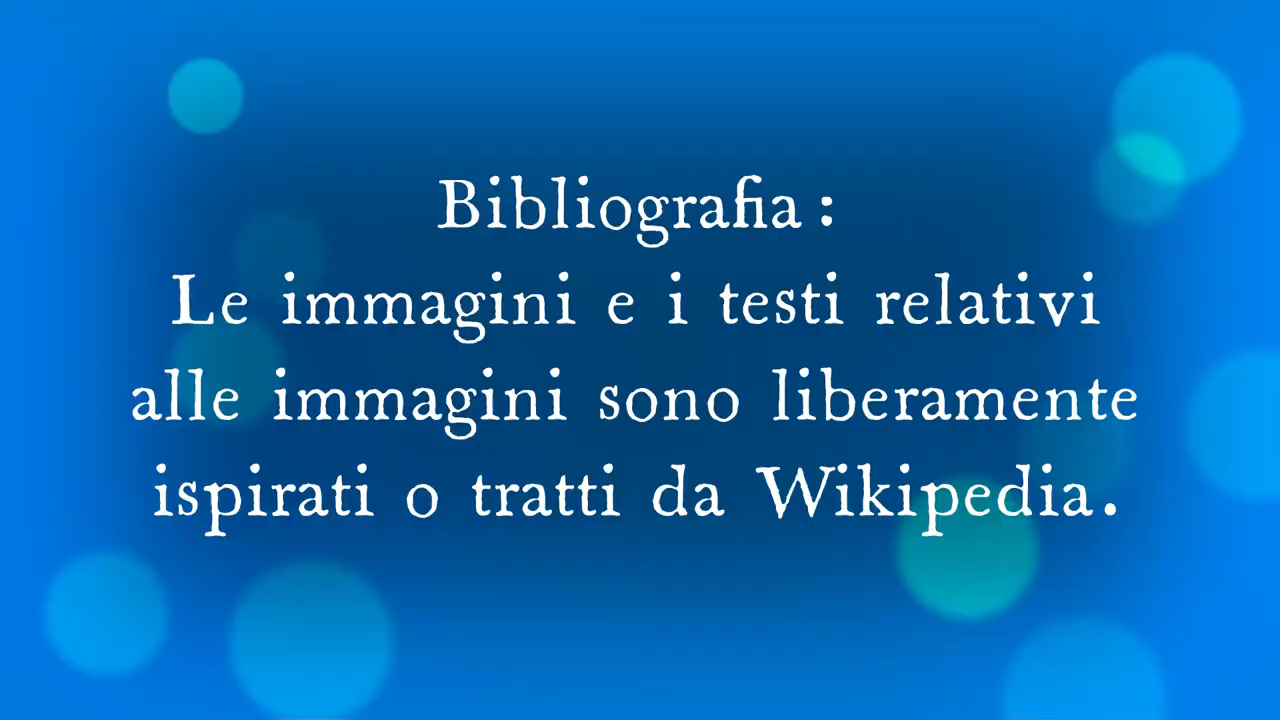 Bibliografia :
Le immagini e i testi relativi
alle immagini sono liberamente
ispirati o tratti da Wikipedia.